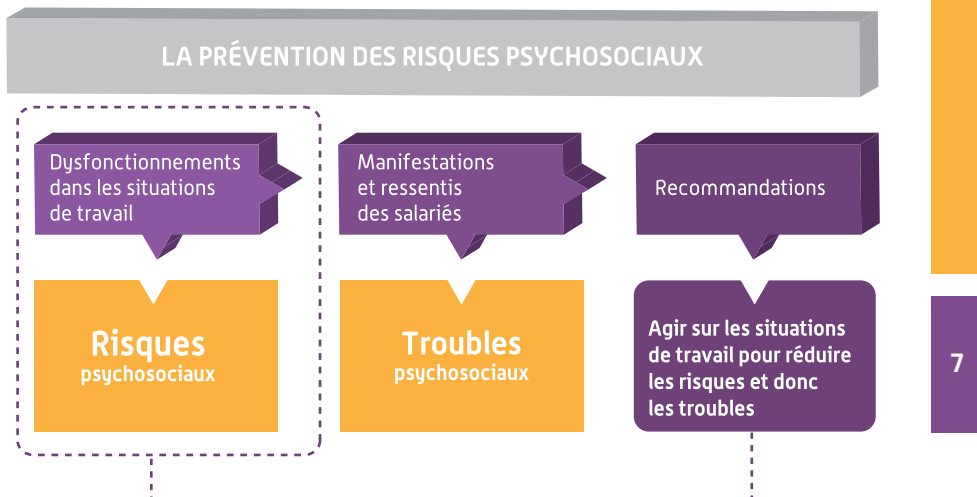 LA PRÉVENTION DES RISQUES PSYCHOSOCIAUX
Dysfonctionnements
dans les situations
de travail
Manifestations
et ressentis
des salariés
Recommandations
Risques
psychosociaux
Troubles
psychosociaux
Agir sur les situations
de travail pour réduire
les risques et donc
les troubles
7